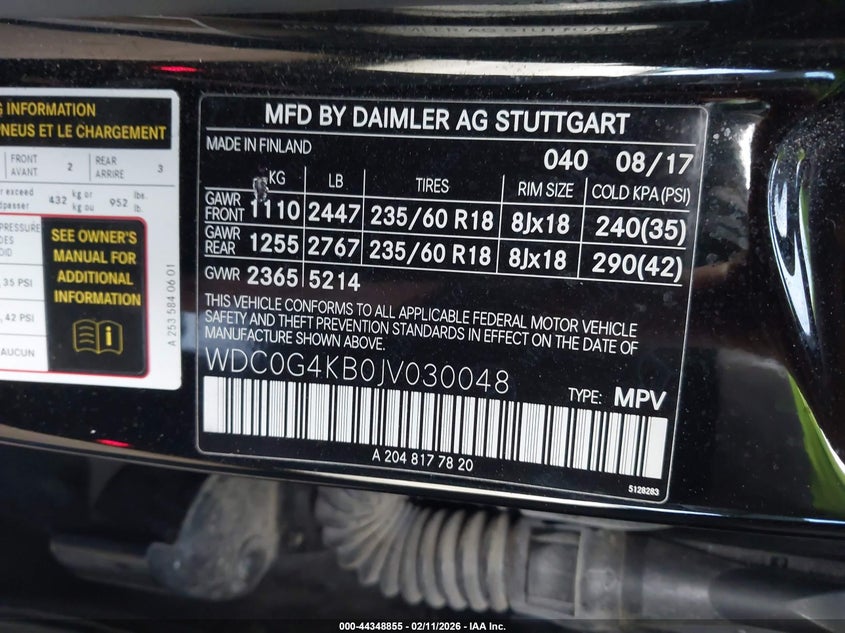 G INFORMATION
PNEUS ET LE CHARGEMENT
FRONT
AVANT
2
REAR
ARRIERE
3
r exceed
432
kg or
kg ou
952
lbs.
lb.
PRESSURE
35 PSI
42 PSI
AUCUN
SEE OWNER'S
MANUAL FOR
ADDITIONAL
INFORMATION
A 253 584 06 01
MFD BY DAIMLER AG STUTTGART
MADE IN FINLAND
040 08/17
KG LB TIRES RIM SIZE COLD KPA(PSI)
GAWR
FRONT 1110 2447 235/60 R18 8Jx18 240(35)
GAWR
REAR 1255 2767 235/60 R18 8Jx18 290(42)
GVWR 2365 5214
THIS VEHICLE CONFORMS TO ALL APPLICABLE FEDERAL MOTOR VEHICLE
SAFETY AND THEFT PREVENTION STANDARDS IN EFFECT ON THE DATE OF
MANUFACTURE SHOWN ABOVE.
WDC0G4KB0JV030048
TYPE: MPV
A 204 817 78 20
5128283
000-44348855 - 02/11/2026 - IAA Inc.